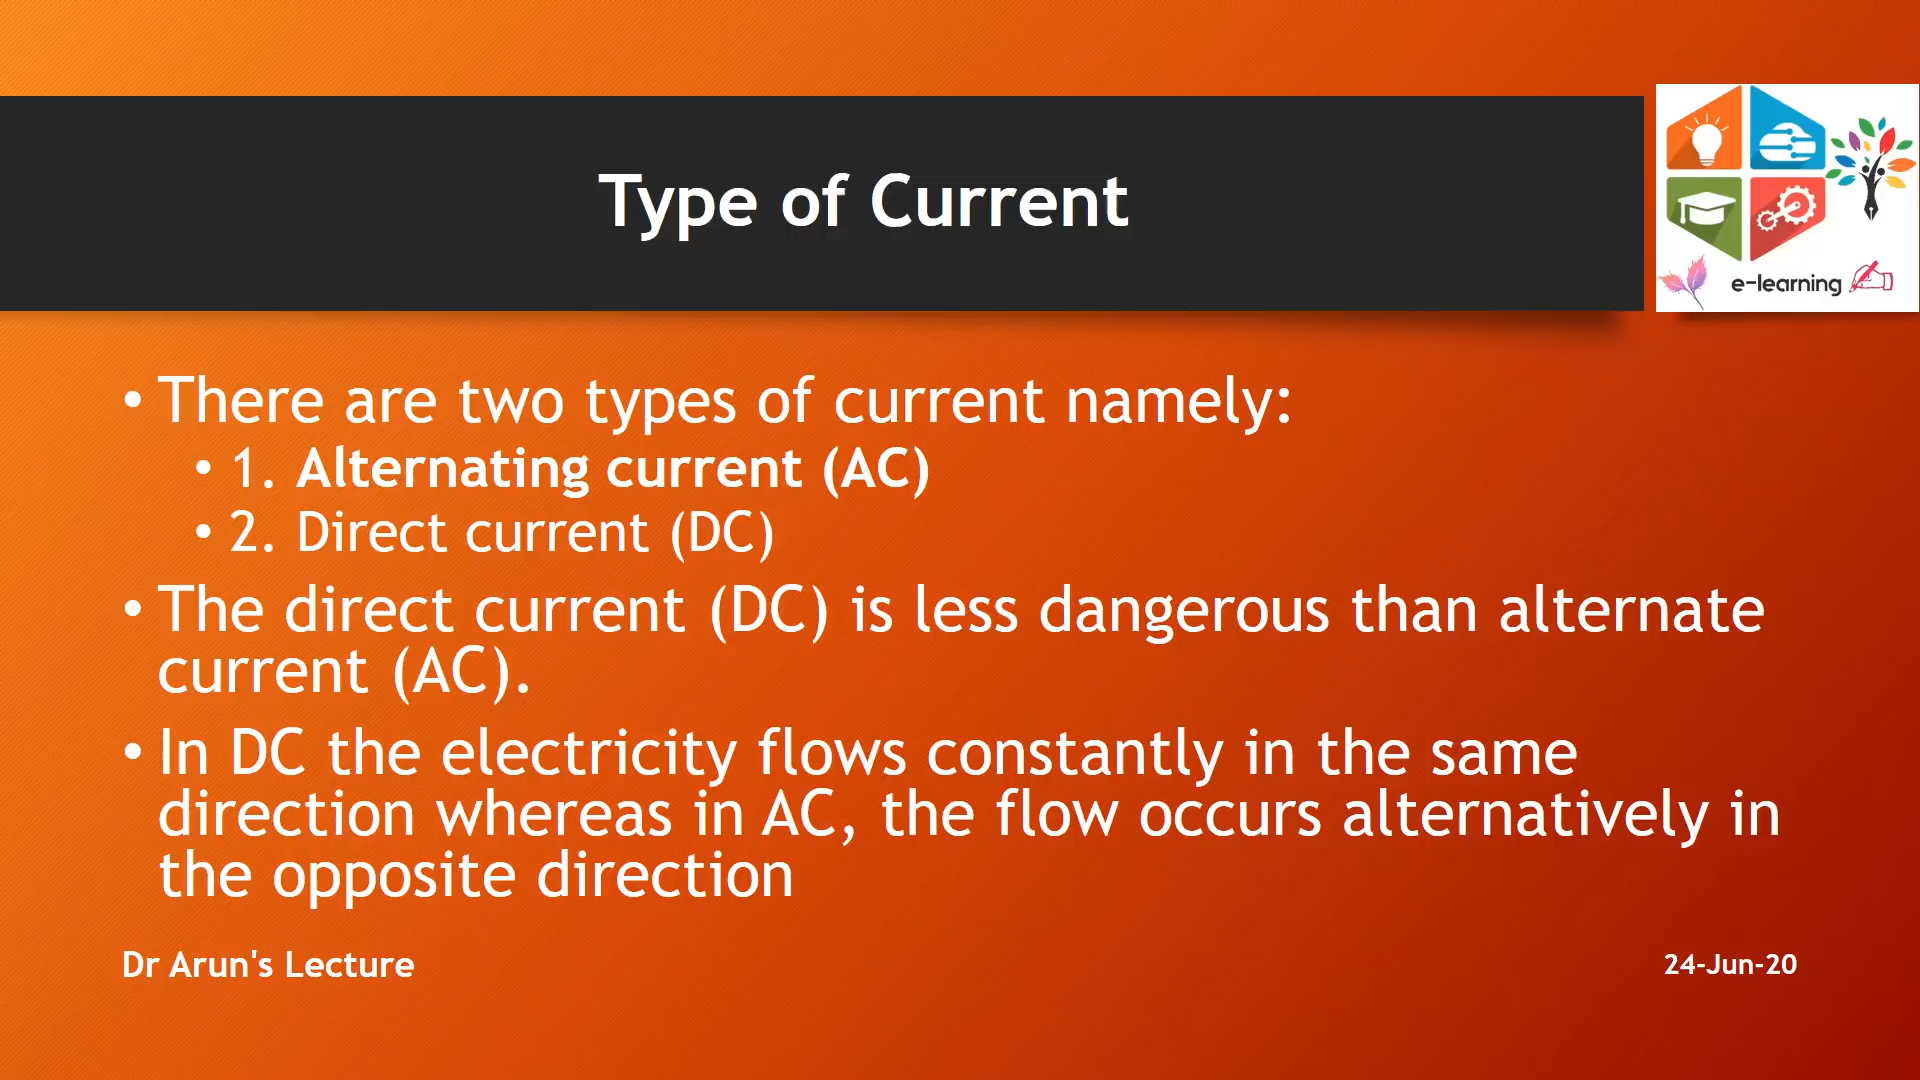 Type of Current
e-learning
• There are two types of current namely:
• 1. Alternating current (AC)
• 2. Direct current (DC)
• The direct current (DC) is less dangerous than alternate
current (AC).
• In DC the electricity flows constantly in the same
direction whereas in AC, the flow occurs alternatively in
the opposite direction
Dr Arun's Lecture
24-Jun-20